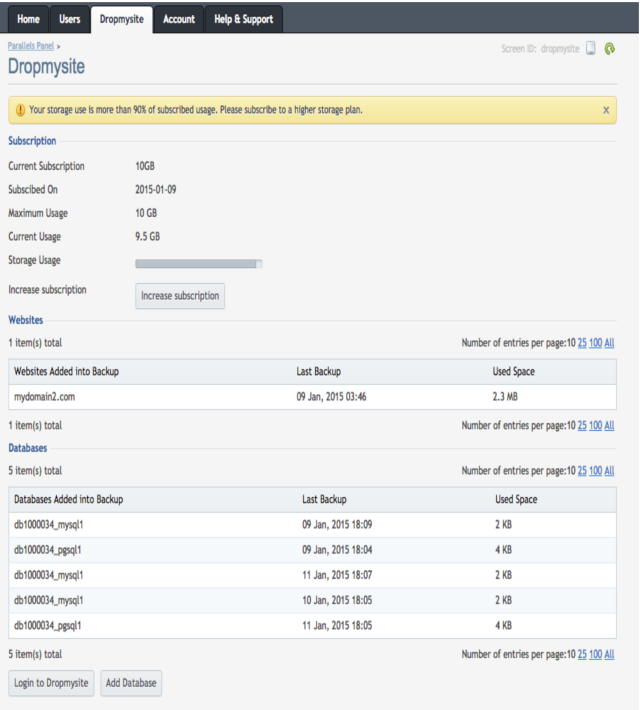 Home Users Dropmysite Account Help & Support
Parallels Panel >
Screen ID: dropmysite
Dropmysite
Your storage use is more than 90% of subscribed usage. Please subscribe to a higher storage plan. x
Subscription
Current Subscription 10GB
Subscibed On 2015-01-09
Maximum Usage 10 GB
Current Usage 9.5 GB
Storage Usage
Increase subscription Increase subscription
Websites
1 item(s) total Number of entries per page:10 25 100 All
Websites Added into Backup Last Backup Used Space
mydomain2.com 09 Jan, 2015 03:46 2.3 MB
1 item(s) total Number of entries per page:10 25 100 All
Databases
5 item(s) total Number of entries per page:10 25 100 All
Databases Added into Backup Last Backup Used Space
db1000034_mysql1 09 Jan, 2015 18:09 2 KB
db1000034_pgsql1 09 Jan, 2015 18:04 4 KB
db1000034_mysql1 11 Jan, 2015 18:07 2 KB
db1000034_mysql1 10 Jan, 2015 18:05 2 KB
db1000034_pgsql1 11 Jan, 2015 18:05 4 KB
5 item(s) total Number of entries per page:10 25 100 All
Login to Dropmysite Add Database